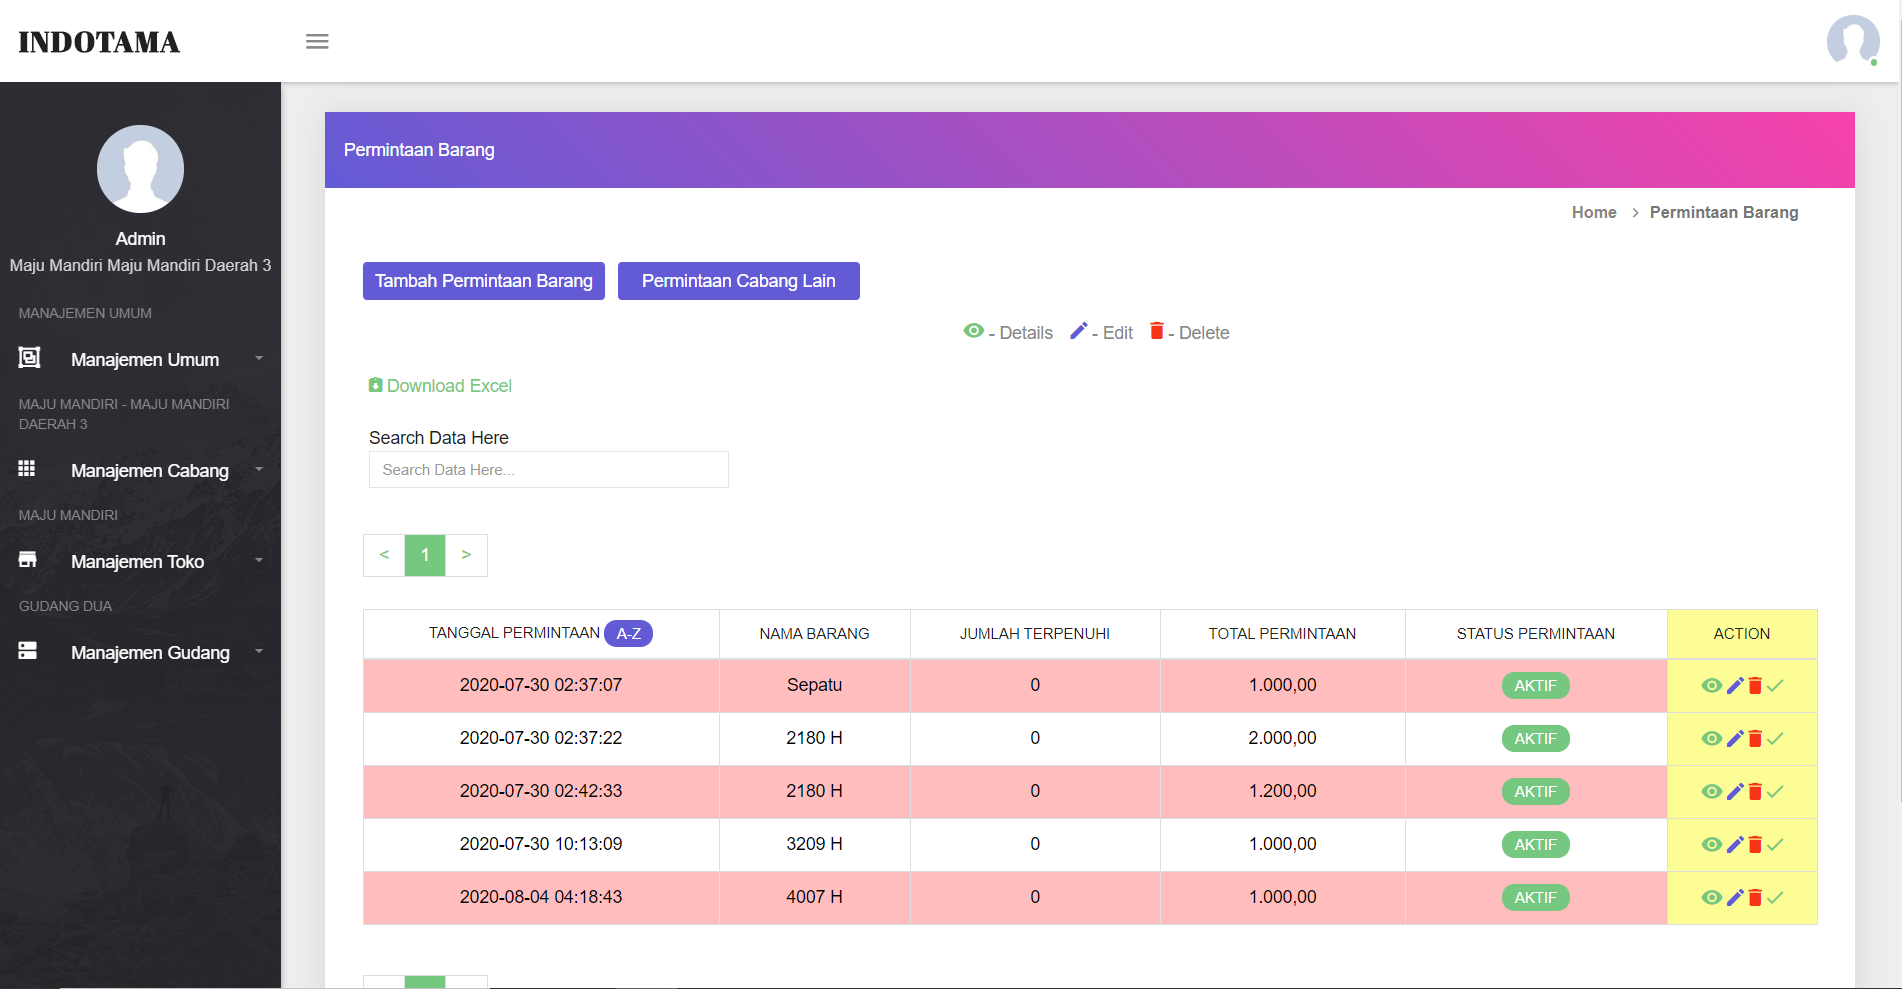 INDOTAMA
Admin
Maju Mandiri Maju Mandiri Daerah 3
MANAJEMEN UMUM
Manajemen Umum
MAJU MANDIRI - MAJU MANDIRI
DAERAH 3
Manajemen Cabang
MAJU MANDIRI
Manajemen Toko
GUDANG DUA
Manajemen Gudang
Permintaan Barang
Home > Permintaan Barang
Tambah Permintaan Barang Permintaan Cabang Lain
- Details - Edit - Delete
Download Excel
Search Data Here
Search Data Here...
< 1 >
TANGGAL PERMINTAAN A-Z NAMA BARANG JUMLAH TERPENUHI TOTAL PERMINTAAN STATUS PERMINTAAN ACTION
2020-07-30 02:37:07 Sepatu 0 1.000,00 AKTIF
2020-07-30 02:37:22 2180 H 0 2.000,00 AKTIF
2020-07-30 02:42:33 2180 H 0 1.200,00 AKTIF
2020-07-30 10:13:09 3209 H 0 1.000,00 AKTIF
2020-08-04 04:18:43 4007 H 0 1.000,00 AKTIF